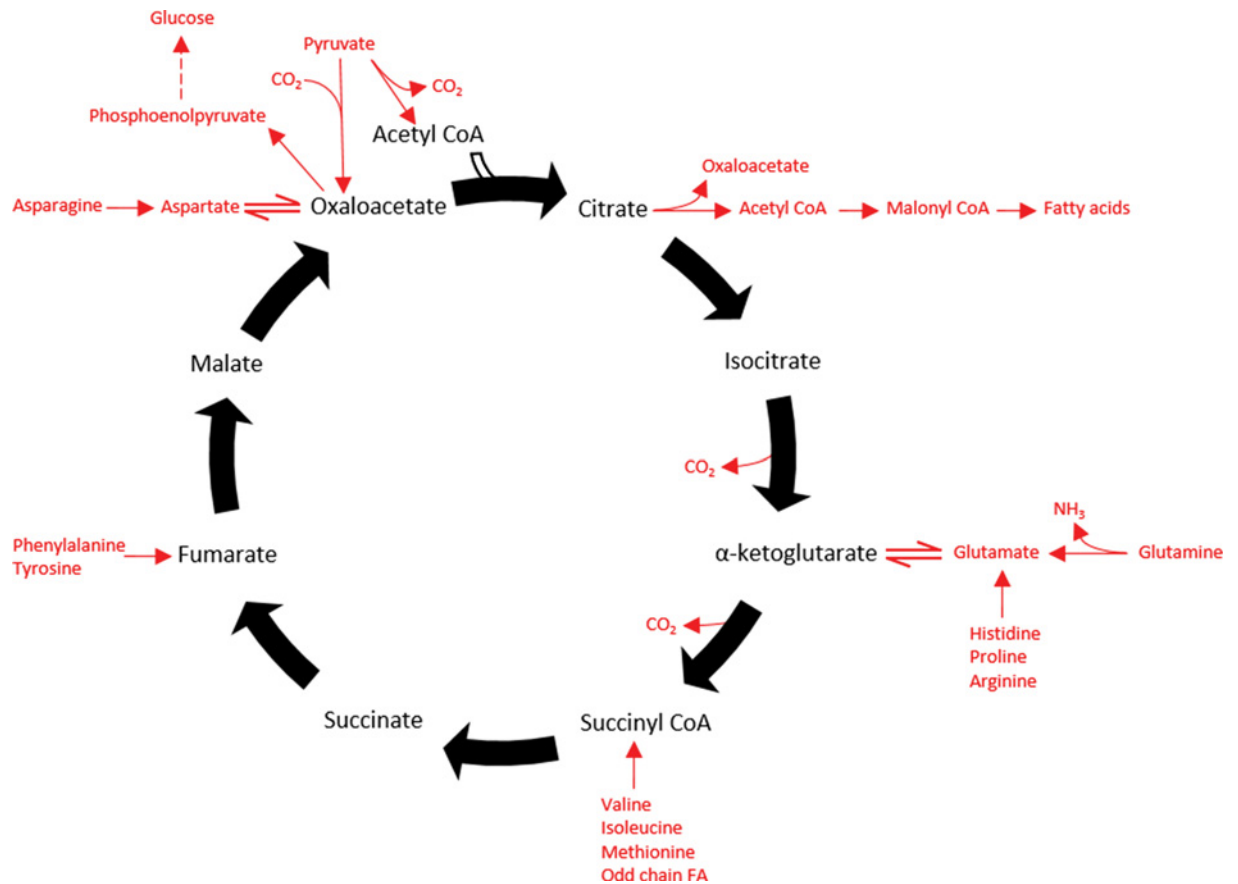 Glucose
Pyruvate
CO₂
CO₂
Phosphoenolpyruvate
Acetyl CoA
Oxaloacetate
Asparagine
Aspartate
Oxaloacetate
Citrate
Acetyl CoA
Malonyl CoA
Fatty acids
Malate
Isocitrate
CO₂
NH₃
Phenylalanine
Tyrosine
Fumarate
α-ketoglutarate
Glutamate
Glutamine
CO₂
Histidine
Proline
Arginine
Succinate
Succinyl CoA
Valine
Isoleucine
Methionine
Odd chain FA